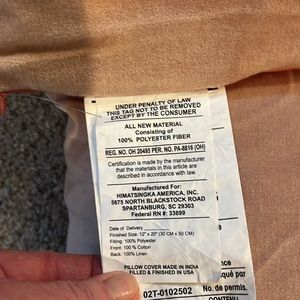 UNDER PENALTY OF LAW
THIS TAG NOT TO BE REMOVED
EXCEPT BY THE CONSUMER
ALL NEW MATERIAL
Consisting of
100% POLYESTER FIBER
REG. NO. OH 20495 PER. NO. PA-8616 (OH)
Certification is made by the manufacturer
that the materials in this article are
described in accordance with law.
Manufactured For:
HIMATSINGKA AMERICA, INC.
5675 NORTH BLACKSTOCK ROAD
SPARTANBURG, SC 29303
Federal RN #: 33699
Date of Delivery
Finished Size: 12" x 20" (30 CM x 50 CM)
Filling: 100% Polyester
Front: 100 % Cotton
Back: 100% Linen
PILLOW COVER MADE IN INDIA
FILLED & FINISHED IN USA
02T-0102502
qué par
No. de permis.